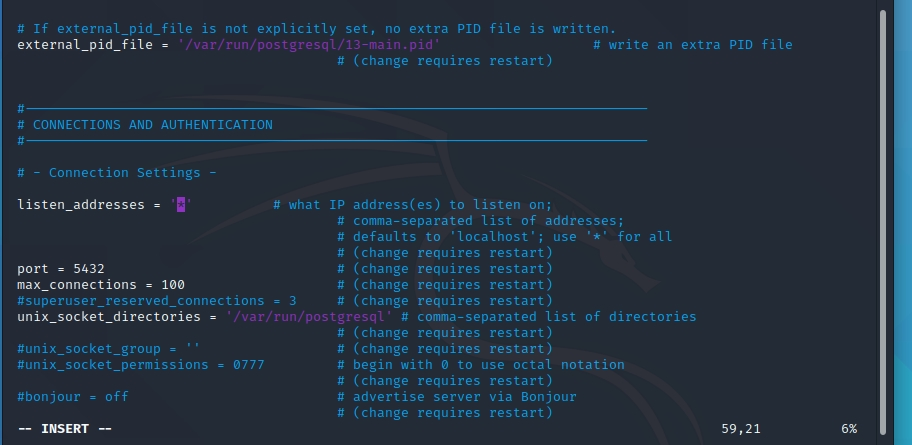 # If external_pid_file is not explicitly set, no extra PID file is written.
external_pid_file = '/var/run/postgresql/13-main.pid' # write an extra PID file
# (change requires restart)
#------------------------------------------------------------------------------
# CONNECTIONS AND AUTHENTICATION
#------------------------------------------------------------------------------
# - Connection Settings -
listen_addresses = '*' # what IP address(es) to listen on;
# comma-separated list of addresses;
# defaults to 'localhost'; use '*' for all
# (change requires restart)
port = 5432 # (change requires restart)
max_connections = 100 # (change requires restart)
#superuser_reserved_connections = 3 # (change requires restart)
unix_socket_directories = '/var/run/postgresql' # comma-separated list of directories
# (change requires restart)
#unix_socket_group = '' # (change requires restart)
#unix_socket_permissions = 0777 # begin with 0 to use octal notation
# (change requires restart)
#bonjour = off # advertise server via Bonjour
# (change requires restart)
-- INSERT -- 59,21 6%